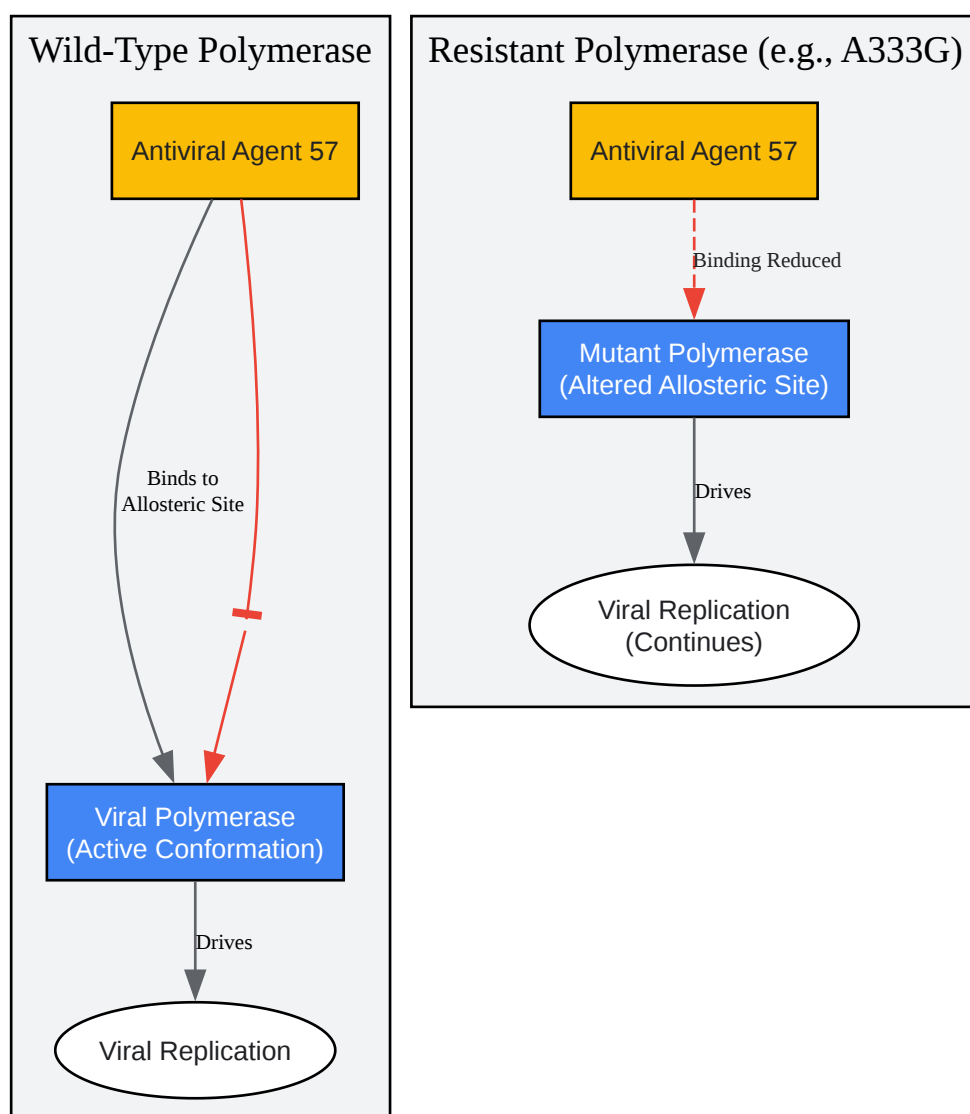 Wild-Type Polymerase
Antiviral Agent 57
Binds to
Allosteric Site
Viral Polymerase
(Active Conformation)
Drives
Viral Replication
Resistant Polymerase (e.g., A333G)
Antiviral Agent 57
Binding Reduced
Mutant Polymerase
(Altered Allosteric Site)
Drives
Viral Replication
(Continues)